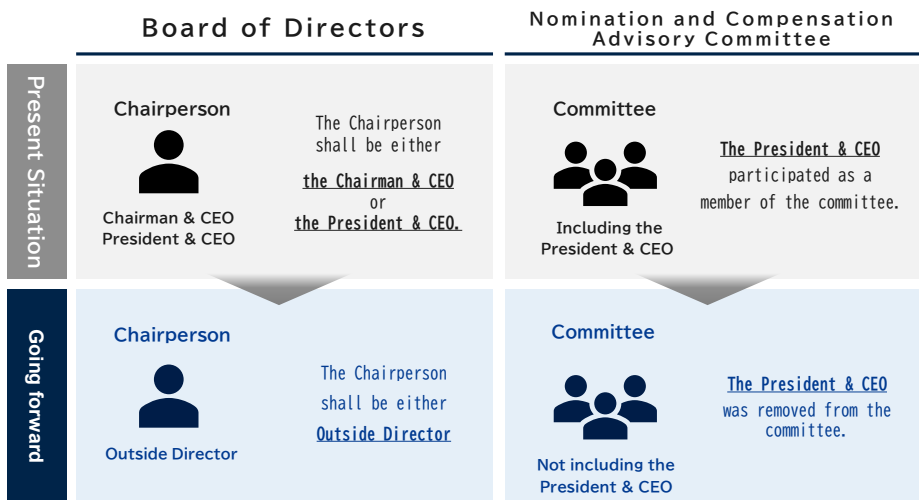 Board of Directors
Nomination and Compensation
Advisory Committee
Present Situation
Chairperson
Chairman & CEO
President & CEO
The Chairperson
shall be either
the Chairman & CEO
or
the President & CEO.
Committee
Including the
President & CEO
The President & CEO
participated as a
member of the committee.
Going forward
Chairperson
Outside Director
The Chairperson
shall be either
Outside Director
Committee
Not including the
President & CEO
The President & CEO
was removed from the
committee.